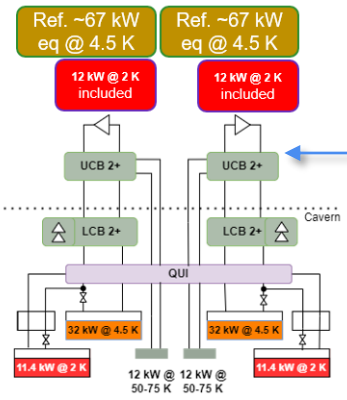 Ref. ~67 kW
eq @ 4.5 K
Ref. ~67 kW
eq @ 4.5 K
12 kW @ 2 K
included
12 kW @ 2 K
included
UCB 2+
UCB 2+
Cavern
LCB 2+
LCB 2+
QUI
32 kW @ 4.5 K
32 kW @ 4.5 K
11.4 kW @ 2 K
12 kW @
50-75 K
12 kW @
50-75 K
11.4 kW @ 2 K